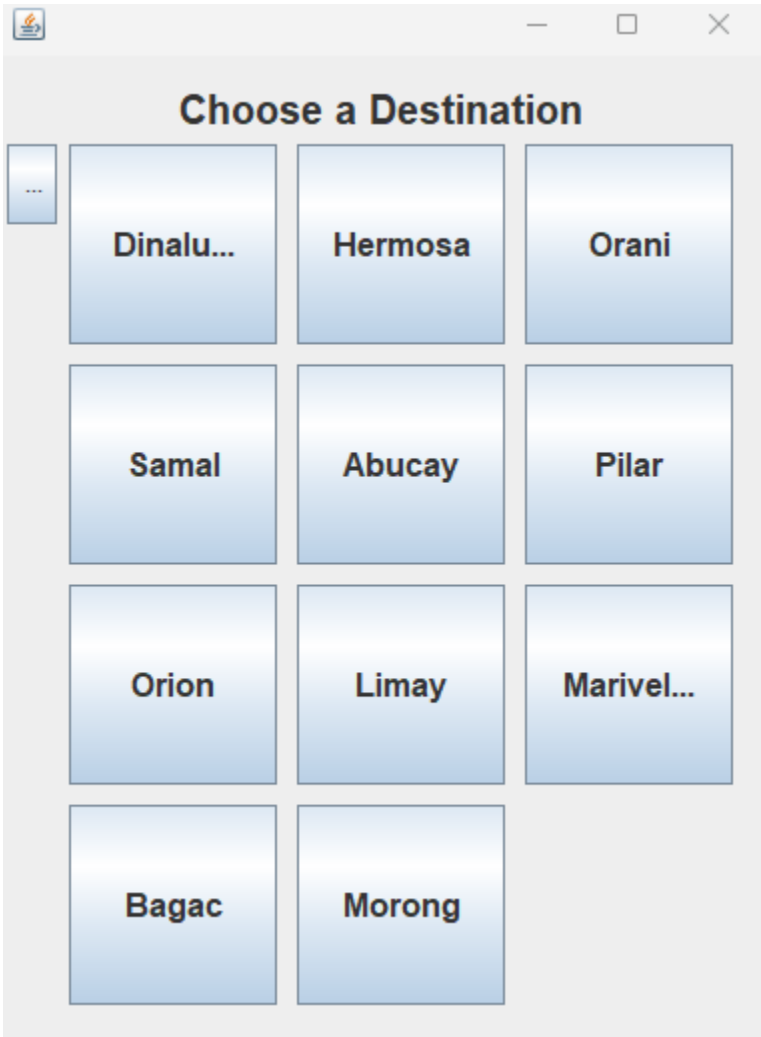 Choose a Destination
...
Dinalu...
Hermosa
Orani
Samal
Abucay
Pilar
Orion
Limay
Marivel...
Bagac
Morong